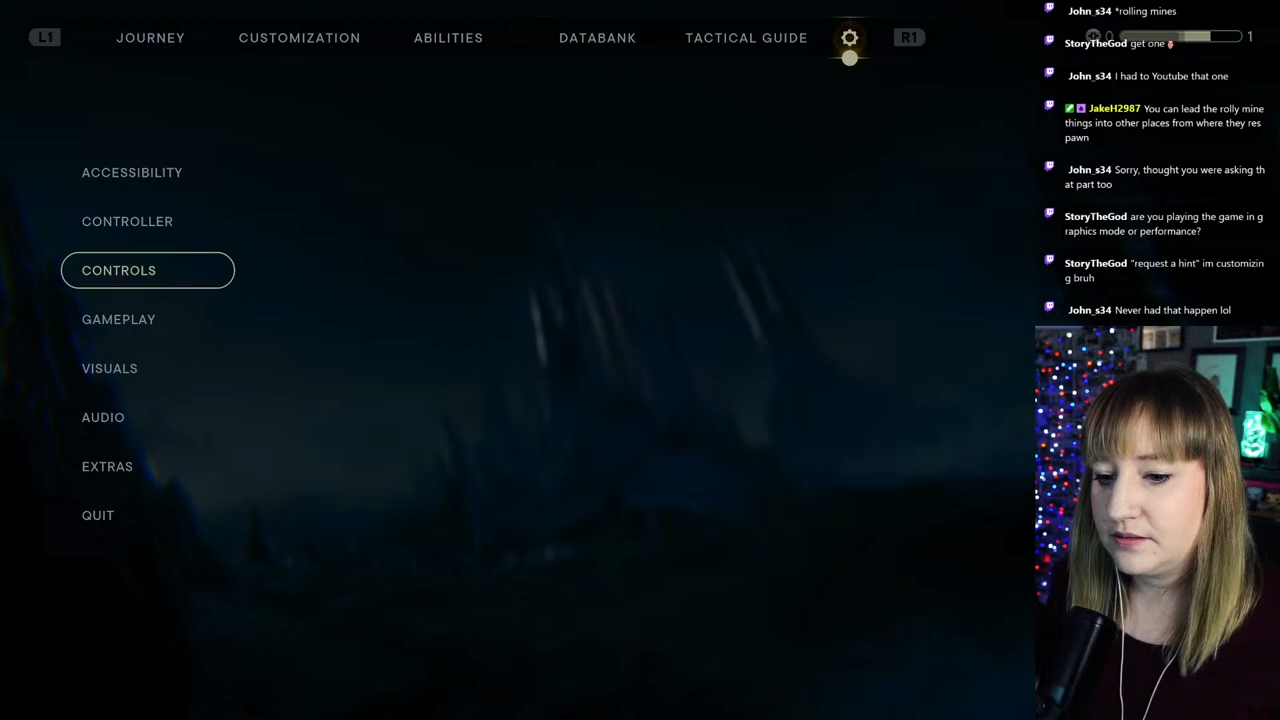 L1 JOURNEY CUSTOMIZATION ABILITIES DATABANK TACTICAL GUIDE R1
0 1
ACCESSIBILITY
CONTROLLER
CONTROLS
GAMEPLAY
VISUALS
AUDIO
EXTRAS
QUIT
John_s34 *rolling mines
StoryTheGod get one
John_s34 I had to Youtube that one
JakeH2987 You can lead the rolly mine
things into other places from where they res
pawn
John_s34 Sorry, thought you were asking th
at part too
StoryTheGod are you playing the game in g
raphics mode or performance?
StoryTheGod "request a hint" im customizin
g bruh
John_s34 Never had that happen lol